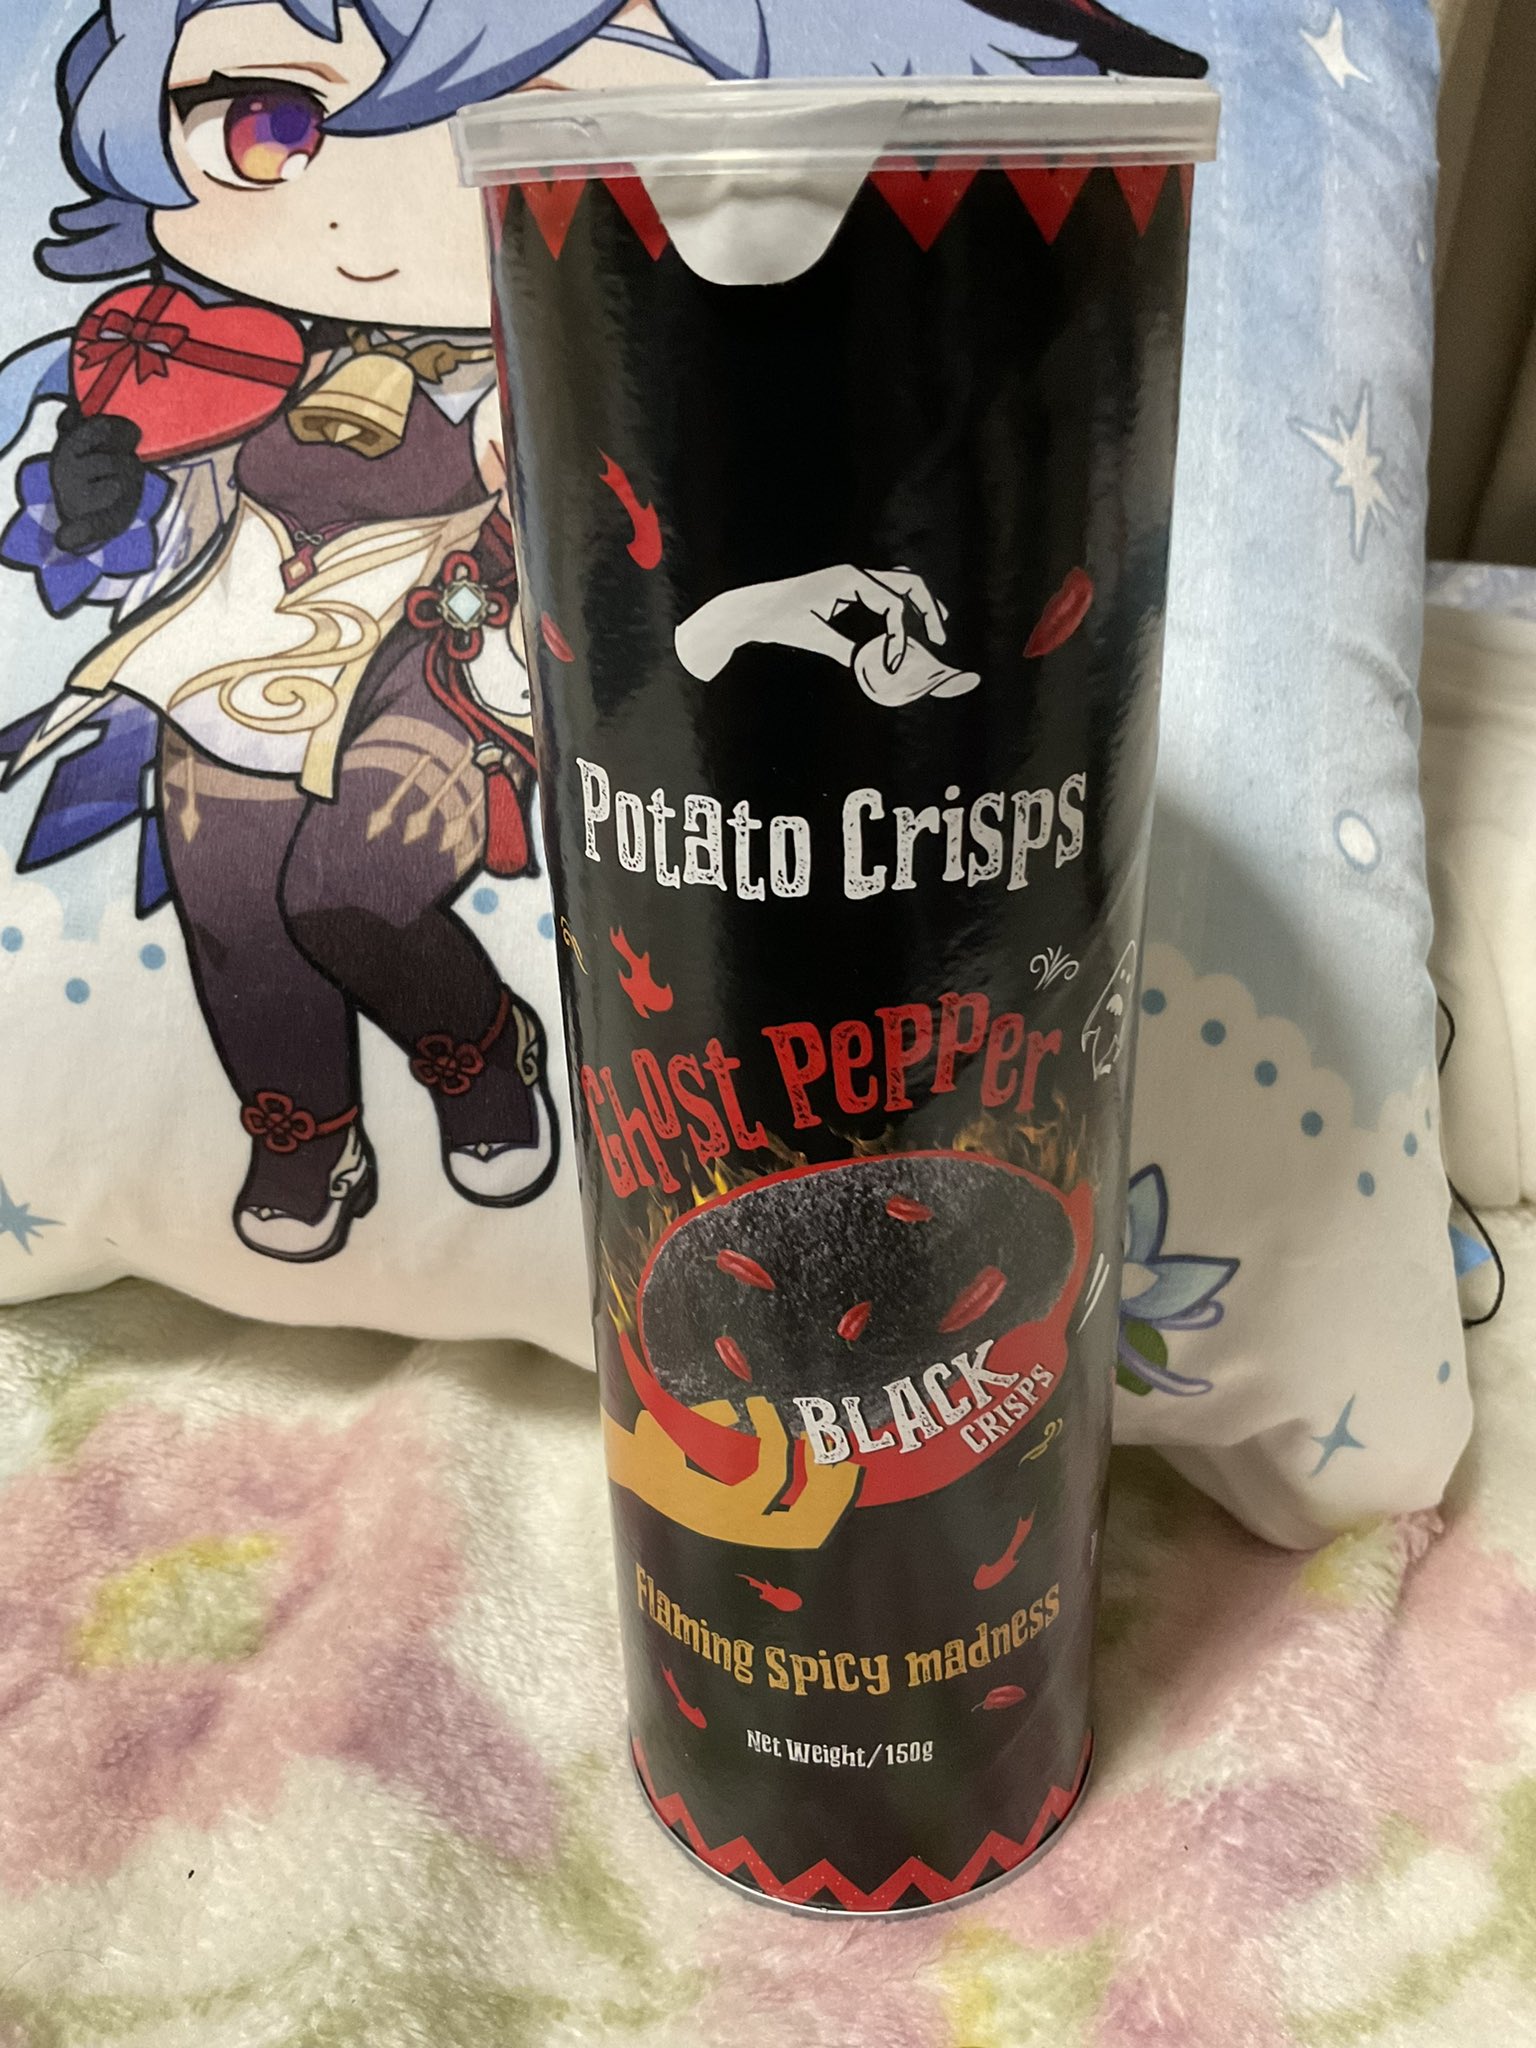 Potato Crisps
Ghost Pepper
BLACK
CRISPS
Flaming Spicy madness
Net Weight/150g